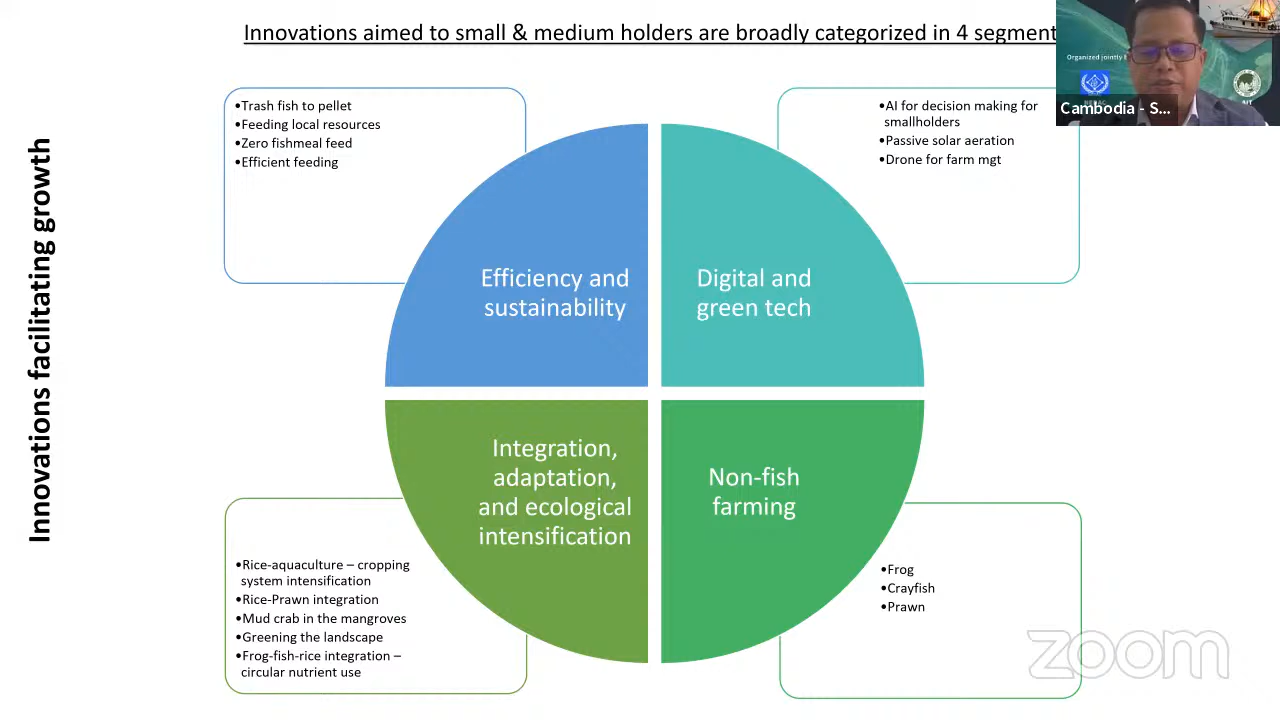 Innovations aimed to small & medium holders are broadly categorized in 4 segment
Innovations facilitating growth
•Trash fish to pellet
•Feeding local resources
•Zero fishmeal feed
•Efficient feeding
•AI for decision making for
smallholders
•Passive solar aeration
•Drone for farm mgt
Organized jointly
Cambodia - S...
Efficiency and
sustainability
Digital and
green tech
Integration,
adaptation,
and ecological
intensification
Non-fish
farming
•Rice-aquaculture – cropping
system intensification
•Rice-Prawn integration
•Mud crab in the mangroves
•Greening the landscape
•Frog-fish-rice integration –
circular nutrient use
•Frog
•Crayfish
•Prawn
zoom